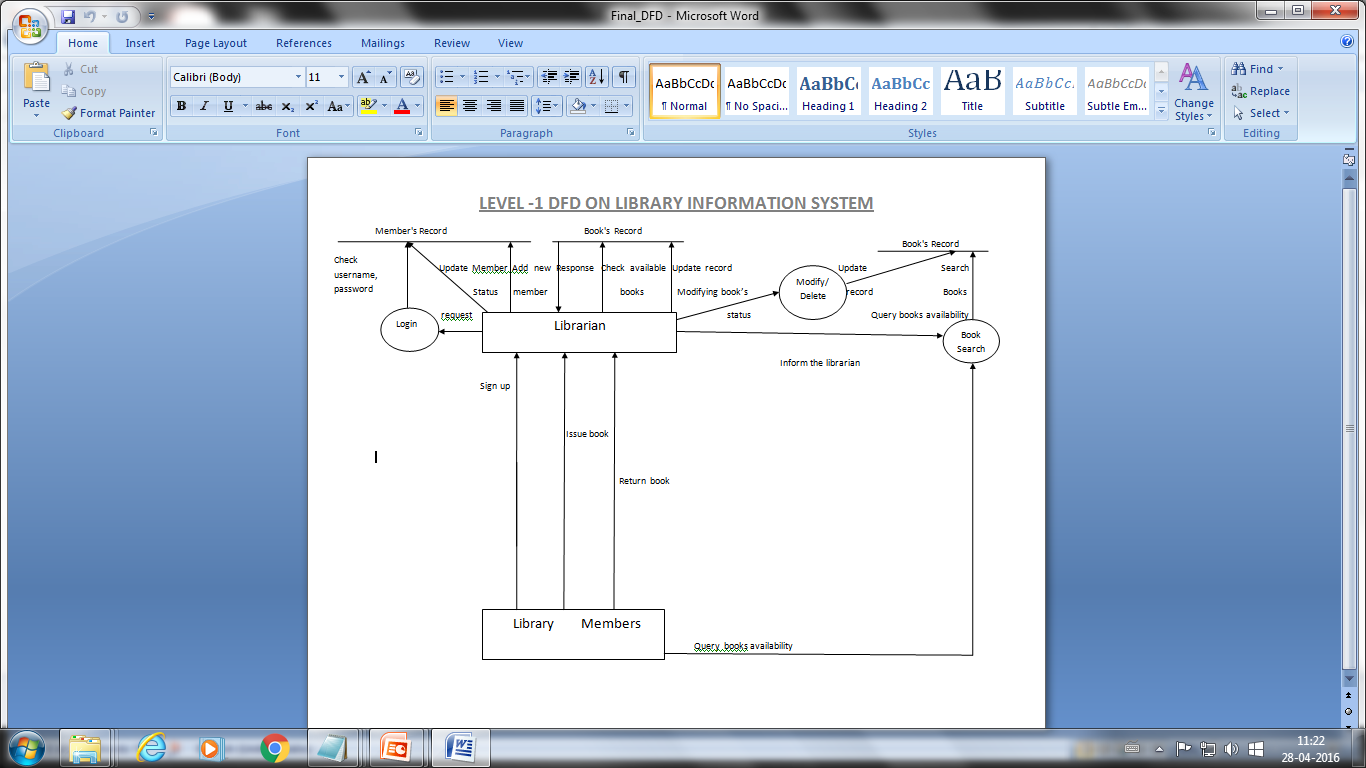 Final_DFD - Microsoft Word
Home Insert Page Layout References Mailings Review View
Paste
Cut
Copy
Format Painter
Clipboard
Calibri (Body) 11
B I U abc x₂ x² Aa
Font
Paragraph
AaBbCcDc AaBbCcDc AaBbC AaBbCc AaB AaBbCc. AaBbCcDc
¶ Normal ¶ No Spaci... Heading 1 Heading 2 Title Subtitle Subtle Em...
Styles
Change
Styles
Find
Replace
Select
Editing
LEVEL -1 DFD ON LIBRARY INFORMATION SYSTEM
Member's Record Book's Record
Book's Record
Check
username,
password
Update Member Add new Response Check available Update record Update Search
Status member books Modifying book's record Books
Modify/
Delete
request status Query books availability
Login
Librarian
Book
Search
Inform the librarian
Sign up
Issue book
Return book
Library Members
Query books availability
11:22
28-04-2016